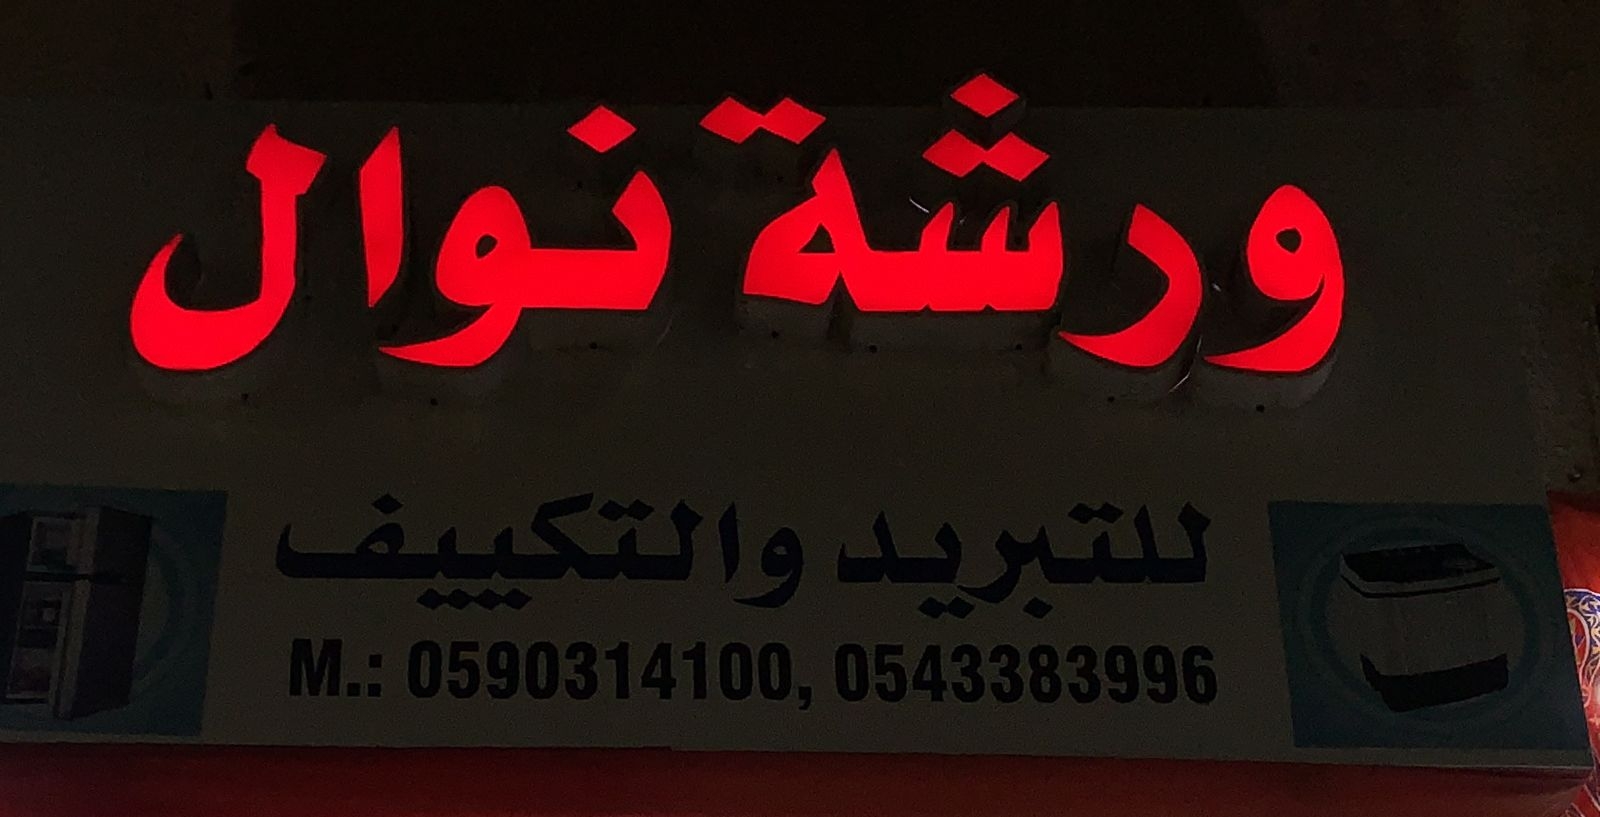 ورشة نوال
للتبريد والتكييف
M.: 0590314100, 0543383996